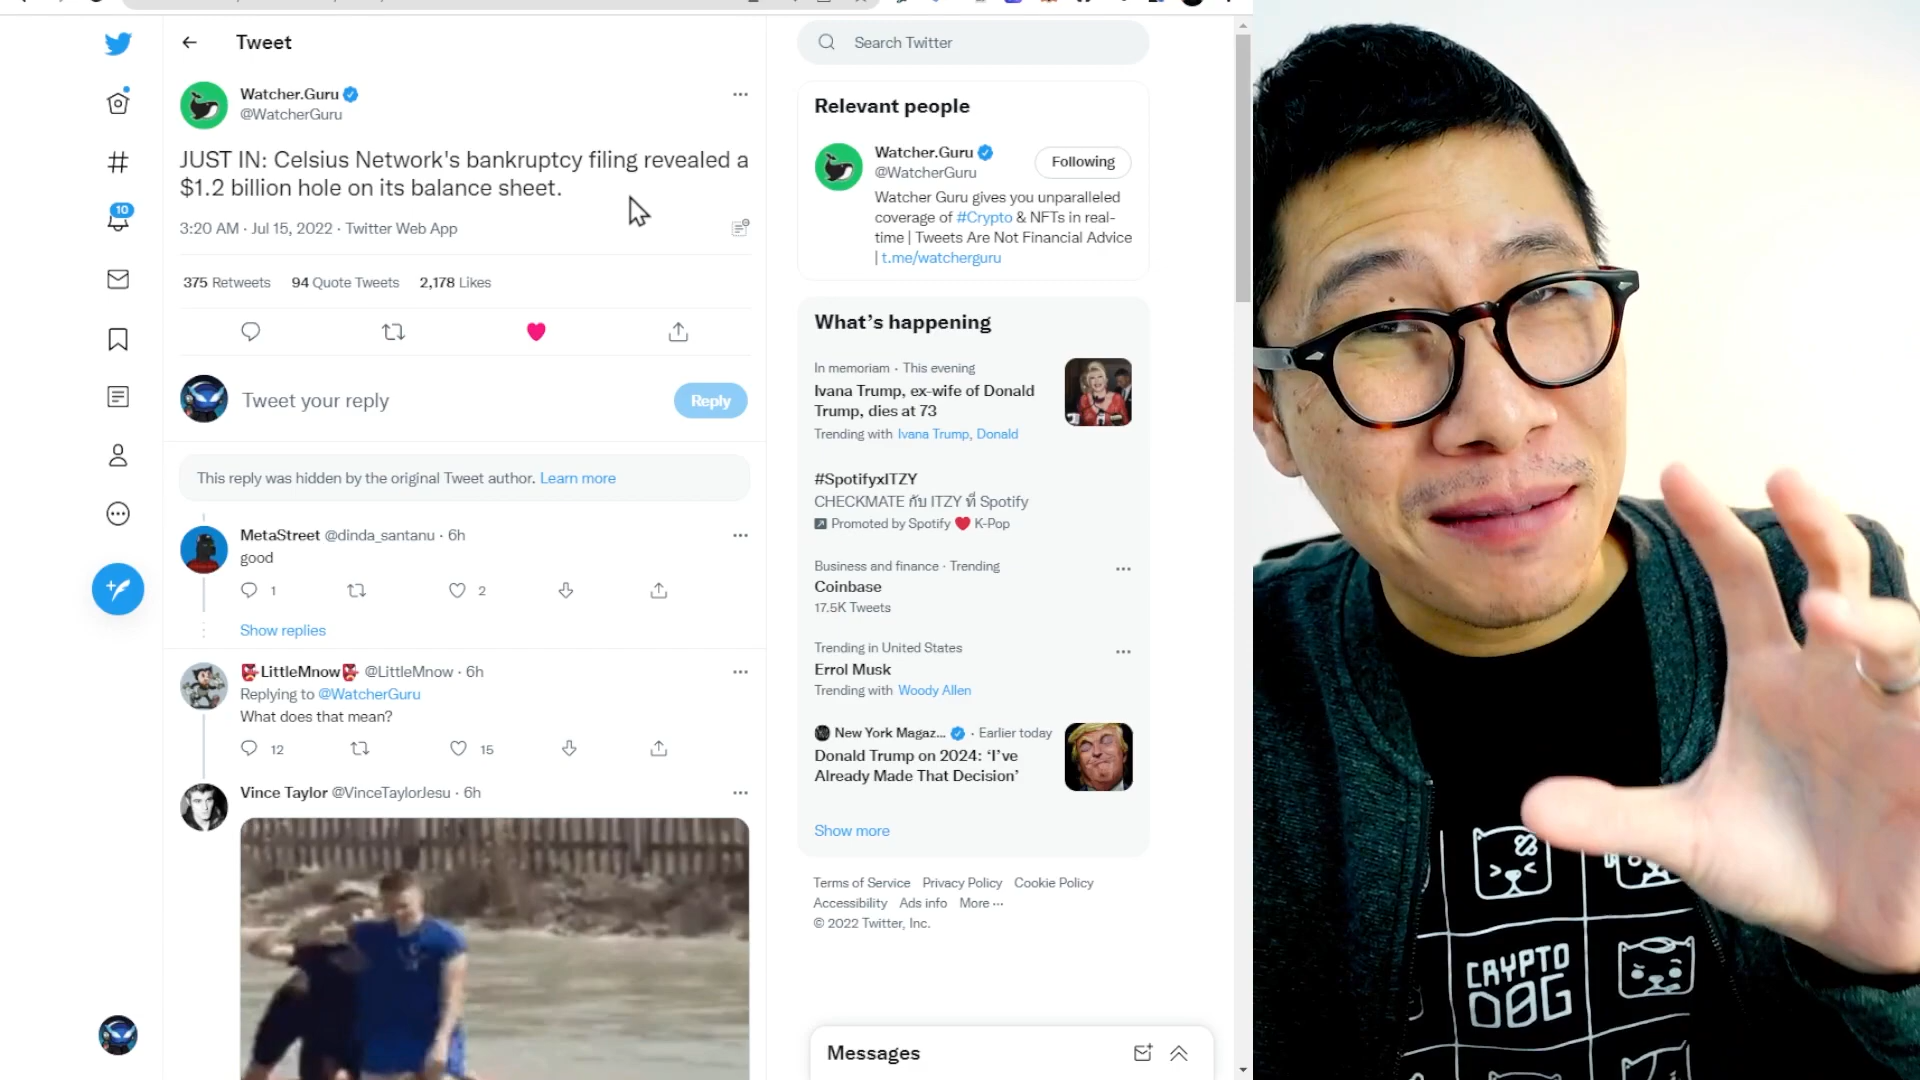 Tweet
Watcher.Guru
@WatcherGuru
JUST IN: Celsius Network's bankruptcy filing revealed a
$1.2 billion hole on its balance sheet.
3:20 AM · Jul 15, 2022 · Twitter Web App
375 Retweets 94 Quote Tweets 2,178 Likes
Tweet your reply
Reply
This reply was hidden by the original Tweet author. Learn more
MetaStreet @dinda_santanu · 6h
good
1 2
Show replies
👺LittleMnow👺 @LittleMnow · 6h
Replying to @WatcherGuru
What does that mean?
12 15
Vince Taylor @VinceTaylorJesu · 6h
10
Search Twitter
Relevant people
Watcher.Guru
@WatcherGuru
Following
Watcher Guru gives you unparalleled
coverage of #Crypto & NFTs in real-
time | Tweets Are Not Financial Advice
| t.me/watcherguru
What's happening
In memoriam · This evening
Ivana Trump, ex-wife of Donald
Trump, dies at 73
Trending with Ivana Trump, Donald
#SpotifyxITZY
CHECKMATE กับ ITZY ที่ Spotify
Promoted by Spotify ❤️ K-Pop
Business and finance · Trending
Coinbase
17.5K Tweets
Trending in United States
Errol Musk
Trending with Woody Allen
New York Magaz... · Earlier today
Donald Trump on 2024: ‘I’ve
Already Made That Decision’
Show more
Terms of Service Privacy Policy Cookie Policy
Accessibility Ads info More ···
© 2022 Twitter, Inc.
Messages
CRYPTO
DOG